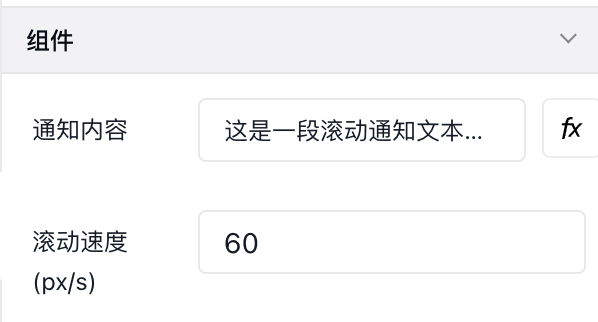 组件
通知内容
这是一段滚动通知文本...
fx
滚动速度
(px/s)
60